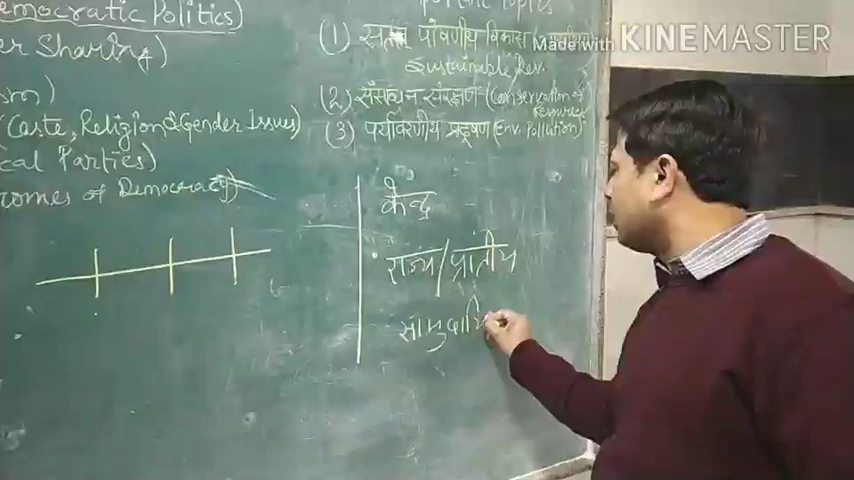 emocratic Politics)
er Sharing)
(Caste, Religion & Gender Issues)
cal Parties)
comes of Democracy)
Topics
(1) सतत पोषणीय विकास
Sustainable Dev.
(2) संसाधन संरक्षण (Conservation of
Resources
(3) पर्यावरणीय प्रदूषण (Env. Pollution)
केन्द्र
राज्य/प्रांतीय
सामुदायि
Made with KINEMASTER